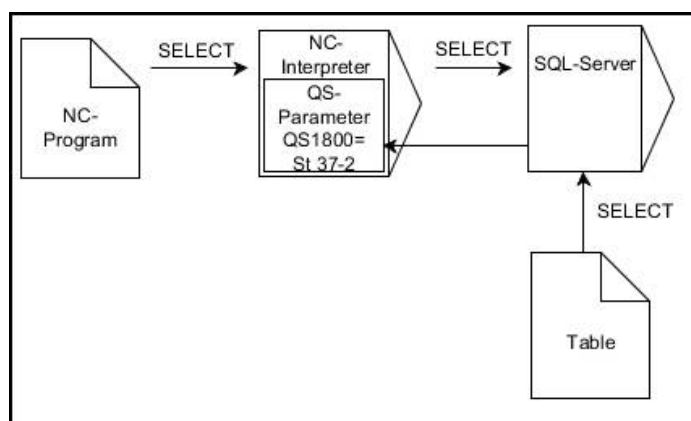 SELECT
NC-
Interpreter
SELECT
SQL-Server
NC-
Program
QS-
Parameter
QS1800=
St 37-2
SELECT
Table